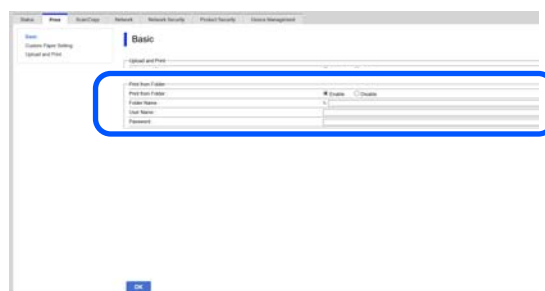 Status Print Scan/Copy Network Network Security Product Security Device Management
Basic
Custom Paper Setting
Upload and Print
Basic
Upload and Print
Print from Folder
Print from Folder : Enable Disable
Folder Name : \\
User Name :
Password :
OK